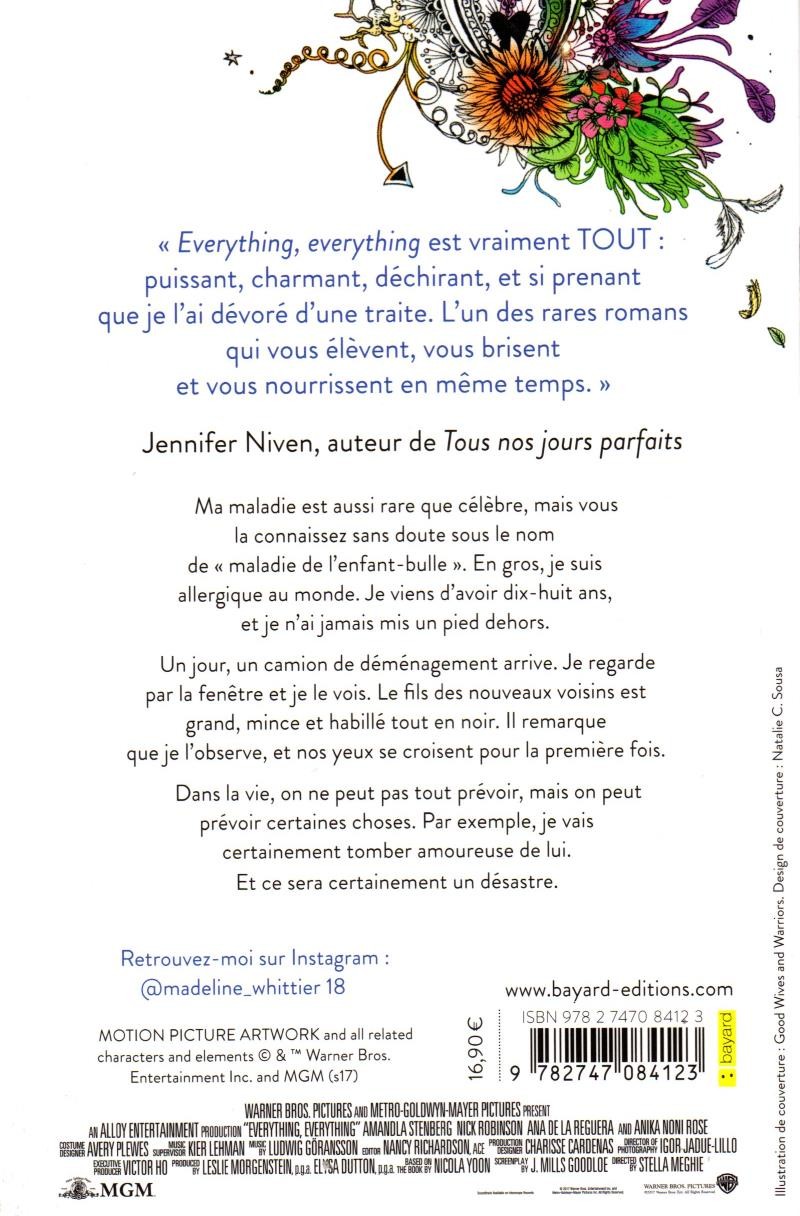 « Everything, everything est vraiment TOUT :
puissant, charmant, déchirant, et si prenant
que je l'ai dévoré d'une traite. L'un des rares romans
qui vous élèvent, vous brisent
et vous nourrissent en même temps. »
Jennifer Niven, auteur de Tous nos jours parfaits
Ma maladie est aussi rare que célèbre, mais vous
la connaissez sans doute sous le nom
de « maladie de l'enfant-bulle ». En gros, je suis
allergique au monde. Je viens d'avoir dix-huit ans,
et je n'ai jamais mis un pied dehors.
Un jour, un camion de déménagement arrive. Je regarde
par la fenêtre et je le vois. Le fils des nouveaux voisins est
grand, mince et habillé tout en noir. Il remarque
que je l'observe, et nos yeux se croisent pour la première fois.
Dans la vie, on ne peut pas tout prévoir, mais on peut
prévoir certaines choses. Par exemple, je vais
certainement tomber amoureuse de lui.
Et ce sera certainement un désastre.
Retrouvez-moi sur Instagram :
@madeline_whittier 18
MOTION PICTURE ARTWORK and all related
characters and elements © & ™ Warner Bros.
Entertainment Inc. and MGM (s17)
16,90 €
www.bayard-editions.com
ISBN 978 2 7470 8412 3
9 782747 084123
bayard
Illustration de couverture : Good Wives and Warriors. Design de couverture : Natalie C. Sousa
WARNER BROS. PICTURES AND METRO-GOLDWYN-MAYER PICTURES PRESENT
AN ALLOY ENTERTAINMENT PRODUCTION "EVERYTHING, EVERYTHING" AMANDLA STENBERG NICK ROBINSON ANA DE LA REGUERA AND ANIKA NONI ROSE
COSTUME DESIGNER AVERY PLEWES MUSIC SUPERVISOR KIER LEHMAN MUSIC BY LUDWIG GÖRANSSON EDITOR NANCY RICHARDSON, ACE PRODUCTION DESIGNER CHARISSE CARDENAS DIRECTOR OF PHOTOGRAPHY IGOR JADUE-LILLO
EXECUTIVE PRODUCER VICTOR HO PRODUCED BY LESLIE MORGENSTEIN, p.g.a. ELYSA DUTTON, p.g.a. BASED ON THE BOOK BY NICOLA YOON SCREENPLAY BY J. MILLS GOODLOE DIRECTED BY STELLA MEGHIE
MGM
WARNER BROS. PICTURES
WB